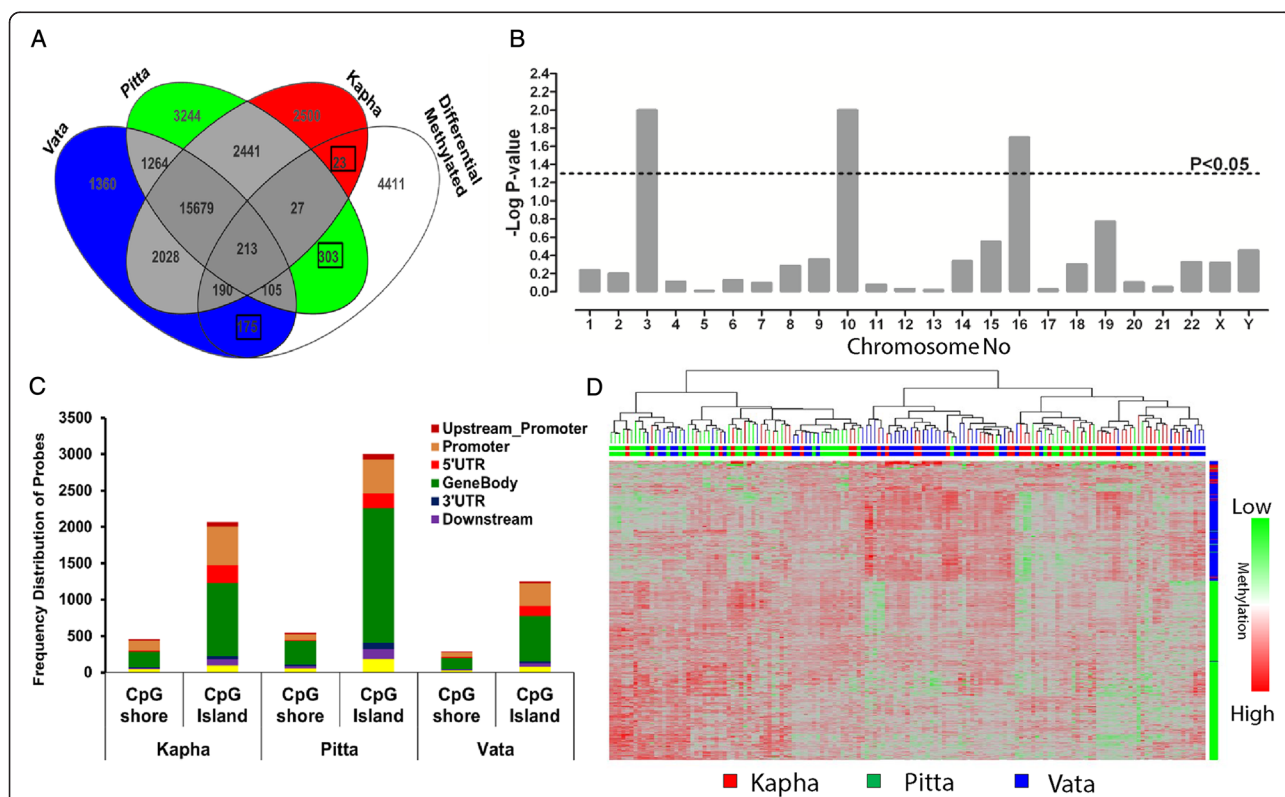 A
Vata
Pitta
Kapha
Differential
Methylated
3244
1264
2441
23
4411
1360
15679
27
2028
213
303
190
105
175
B
-Log P-value
2.4
2.2
2.0
1.8
1.6
1.4
1.2
1.0
0.8
0.6
0.4
0.2
0.0
P<0.05
1 2 3 4 5 6 7 8 9 10 11 12 13 14 15 16 17 18 19 20 21 22 X Y
Chromosome No
C
Frequency Distribution of Probes
3500
3000
2500
2000
1500
1000
500
0
Upstream_Promoter
Promoter
5'UTR
GeneBody
3'UTR
Downstream
CpG shore
CpG Island
CpG shore
CpG Island
CpG shore
CpG Island
Kapha
Pitta
Vata
D
Low
Methylation
High
Kapha
Pitta
Vata